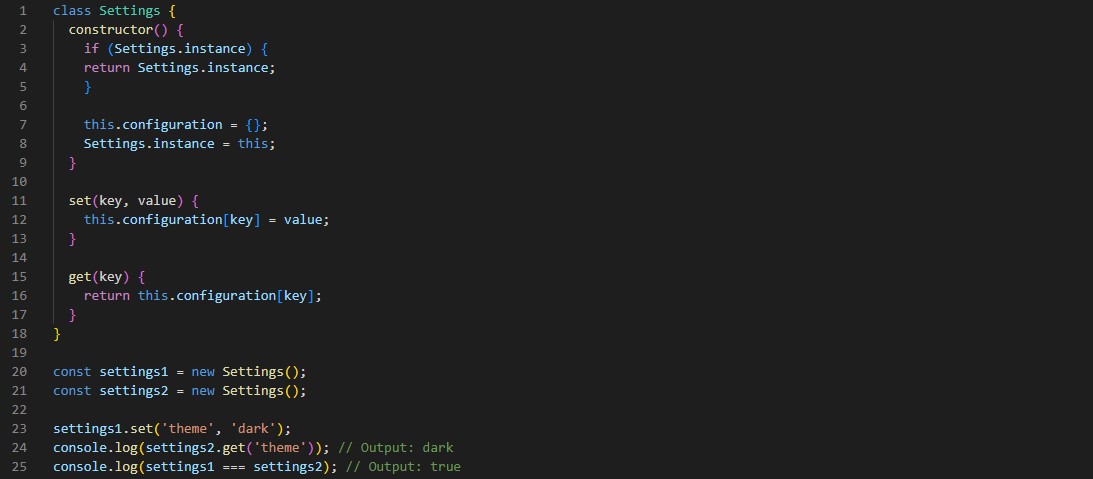 1 class Settings {
2   constructor() {
3     if (Settings.instance) {
4     return Settings.instance;
5     }
6
7     this.configuration = {};
8     Settings.instance = this;
9   }
10
11   set(key, value) {
12     this.configuration[key] = value;
13   }
14
15   get(key) {
16     return this.configuration[key];
17   }
18 }
19
20 const settings1 = new Settings();
21 const settings2 = new Settings();
22
23 settings1.set('theme', 'dark');
24 console.log(settings2.get('theme')); // Output: dark
25 console.log(settings1 === settings2); // Output: true